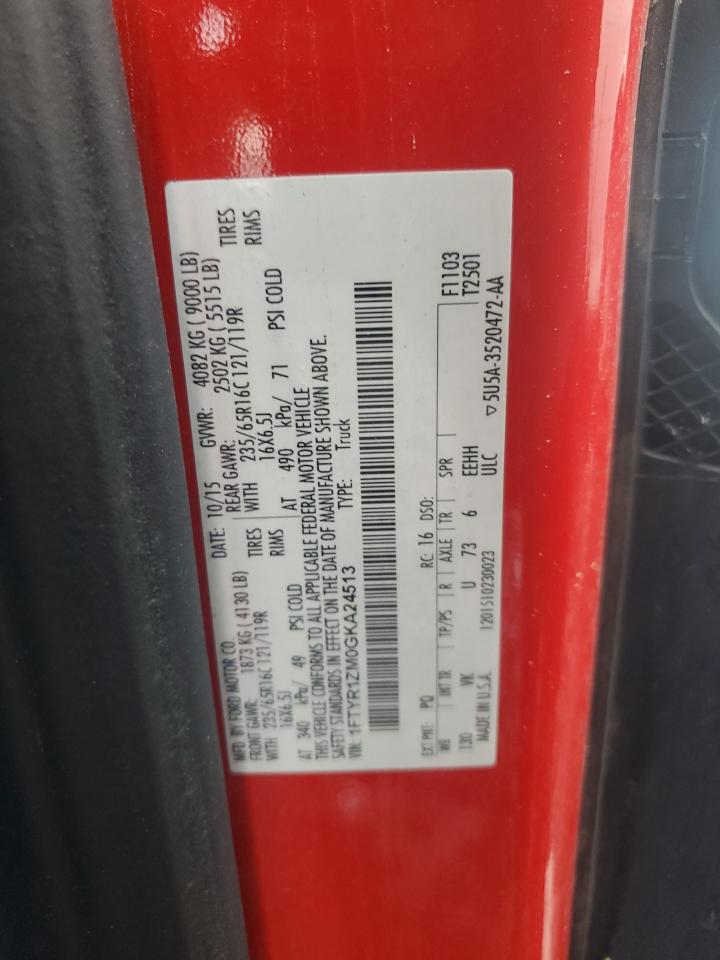 MFD. BY FORD MOTOR CO. DATE: 10/15 GVWR: 4082 KG ( 9000 LB)
FRONT GAWR: 1873 KG ( 4130 LB) REAR GAWR: 2502 KG ( 5515 LB)
WITH 235/65R16C 121/119R TIRES WITH 235/65R16C 121/119R TIRES
16X6.5J RIMS 16X6.5J RIMS
AT 340 kPa/ 49 PSI COLD AT 490 kPa/ 71 PSI COLD
THIS VEHICLE CONFORMS TO ALL APPLICABLE FEDERAL MOTOR VEHICLE
SAFETY STANDARDS IN EFFECT ON THE DATE OF MANUFACTURE SHOWN ABOVE.
VIN: 1FTYR1ZM0GKA24513 TYPE: Truck
EXT PNT: PQ RC: 16 DSO: F1103
WB INT TR TP/PS R AXLE TR SPR T2501
130 VK U 73 6 EEHH
MADE IN U.S.A. 1201510230023 ULC ▽5U5A-3520472-AA